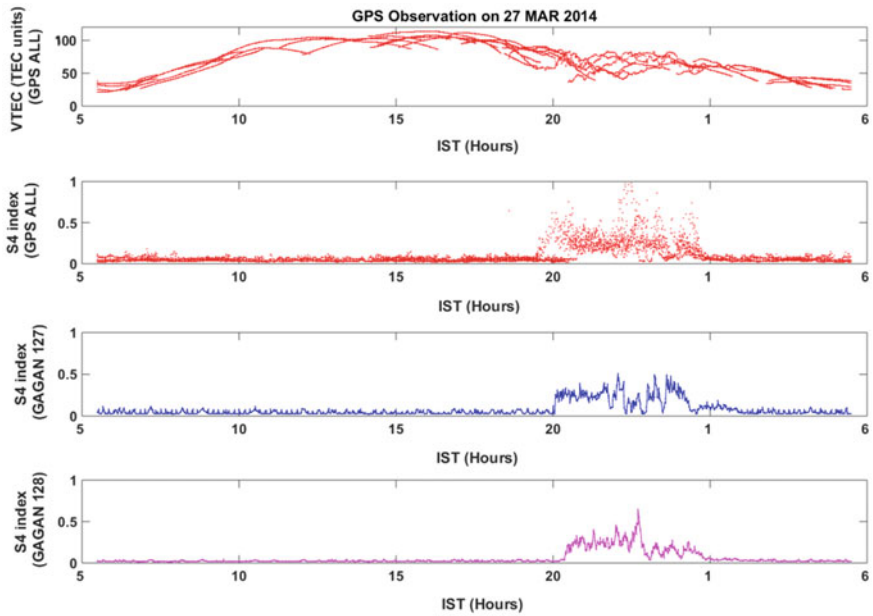 GPS Observation on 27 MAR 2014
VTEC (TEC units)
(GPS ALL)
100
50
0
5 10 15 20 1 6
IST (Hours)
S4 index
(GPS ALL)
1
0.5
0
5 10 15 20 1 6
IST (Hours)
S4 index
(GAGAN 127)
1
0.5
0
5 10 15 20 1 6
IST (Hours)
S4 index
(GAGAN 128)
1
0.5
0
5 10 15 20 1 6
IST (Hours)